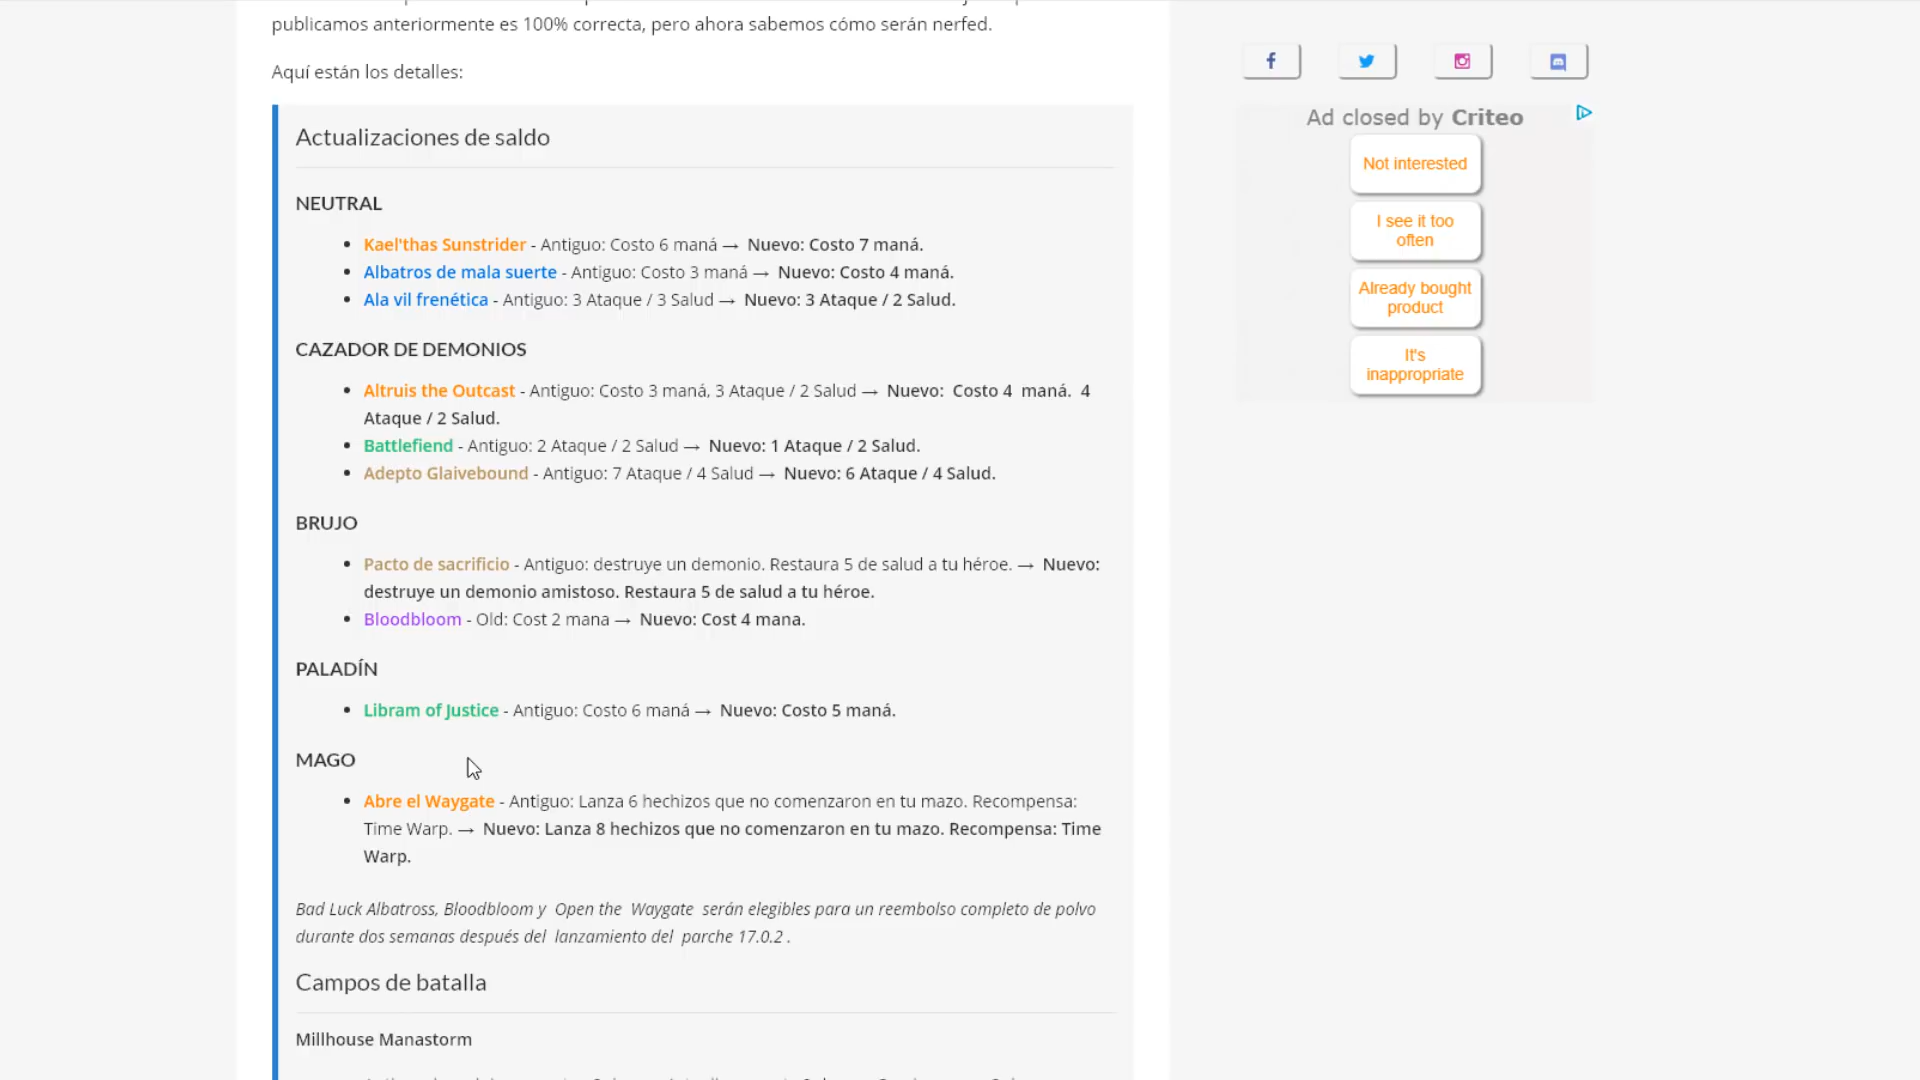 publicamos anteriormente es 100% correcta, pero ahora sabemos cómo serán nerfed.
Aquí están los detalles:
Actualizaciones de saldo
NEUTRAL
Kael'thas Sunstrider - Antiguo: Costo 6 maná → Nuevo: Costo 7 maná.
Albatros de mala suerte - Antiguo: Costo 3 maná → Nuevo: Costo 4 maná.
Ala vil frenética - Antiguo: 3 Ataque / 3 Salud → Nuevo: 3 Ataque / 2 Salud.
CAZADOR DE DEMONIOS
Altruis the Outcast - Antiguo: Costo 3 maná, 3 Ataque / 2 Salud → Nuevo: Costo 4 maná. 4
Ataque / 2 Salud.
Battlefiend - Antiguo: 2 Ataque / 2 Salud → Nuevo: 1 Ataque / 2 Salud.
Adepto Glaivebound - Antiguo: 7 Ataque / 4 Salud → Nuevo: 6 Ataque / 4 Salud.
BRUJO
Pacto de sacrificio - Antiguo: destruye un demonio. Restaura 5 de salud a tu héroe. → Nuevo:
destruye un demonio amistoso. Restaura 5 de salud a tu héroe.
Bloodbloom - Old: Cost 2 mana → Nuevo: Cost 4 mana.
PALADÍN
Libram of Justice - Antiguo: Costo 6 maná → Nuevo: Costo 5 maná.
MAGO
Abre el Waygate - Antiguo: Lanza 6 hechizos que no comenzaron en tu mazo. Recompensa:
Time Warp. → Nuevo: Lanza 8 hechizos que no comenzaron en tu mazo. Recompensa: Time
Warp.
Bad Luck Albatross, Bloodbloom y Open the Waygate serán elegibles para un reembolso completo de polvo
durante dos semanas después del lanzamiento del parche 17.0.2 .
Campos de batalla
Millhouse Manastorm
Ad closed by Criteo
Not interested
I see it too
often
Already bought
product
It's
inappropriate